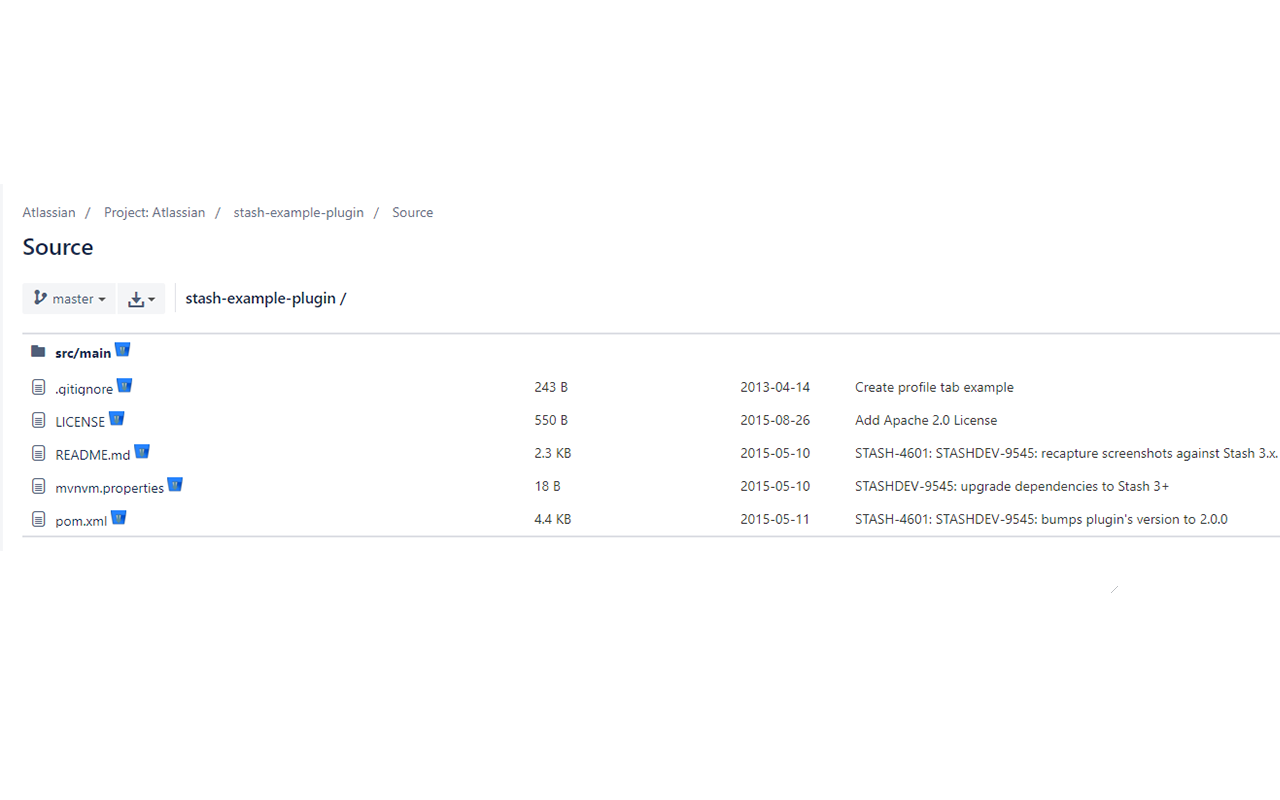 Atlassian / Project: Atlassian / stash-example-plugin / Source
Source
master stash-example-plugin /
src/main
.gitignore 243 B 2013-04-14 Create profile tab example
LICENSE 550 B 2015-08-26 Add Apache 2.0 License
README.md 2.3 KB 2015-05-10 STASH-4601: STASHDEV-9545: recapture screenshots against Stash 3.x.
mvnvm.properties 18 B 2015-05-10 STASHDEV-9545: upgrade dependencies to Stash 3+
pom.xml 4.4 KB 2015-05-11 STASH-4601: STASHDEV-9545: bumps plugin's version to 2.0.0